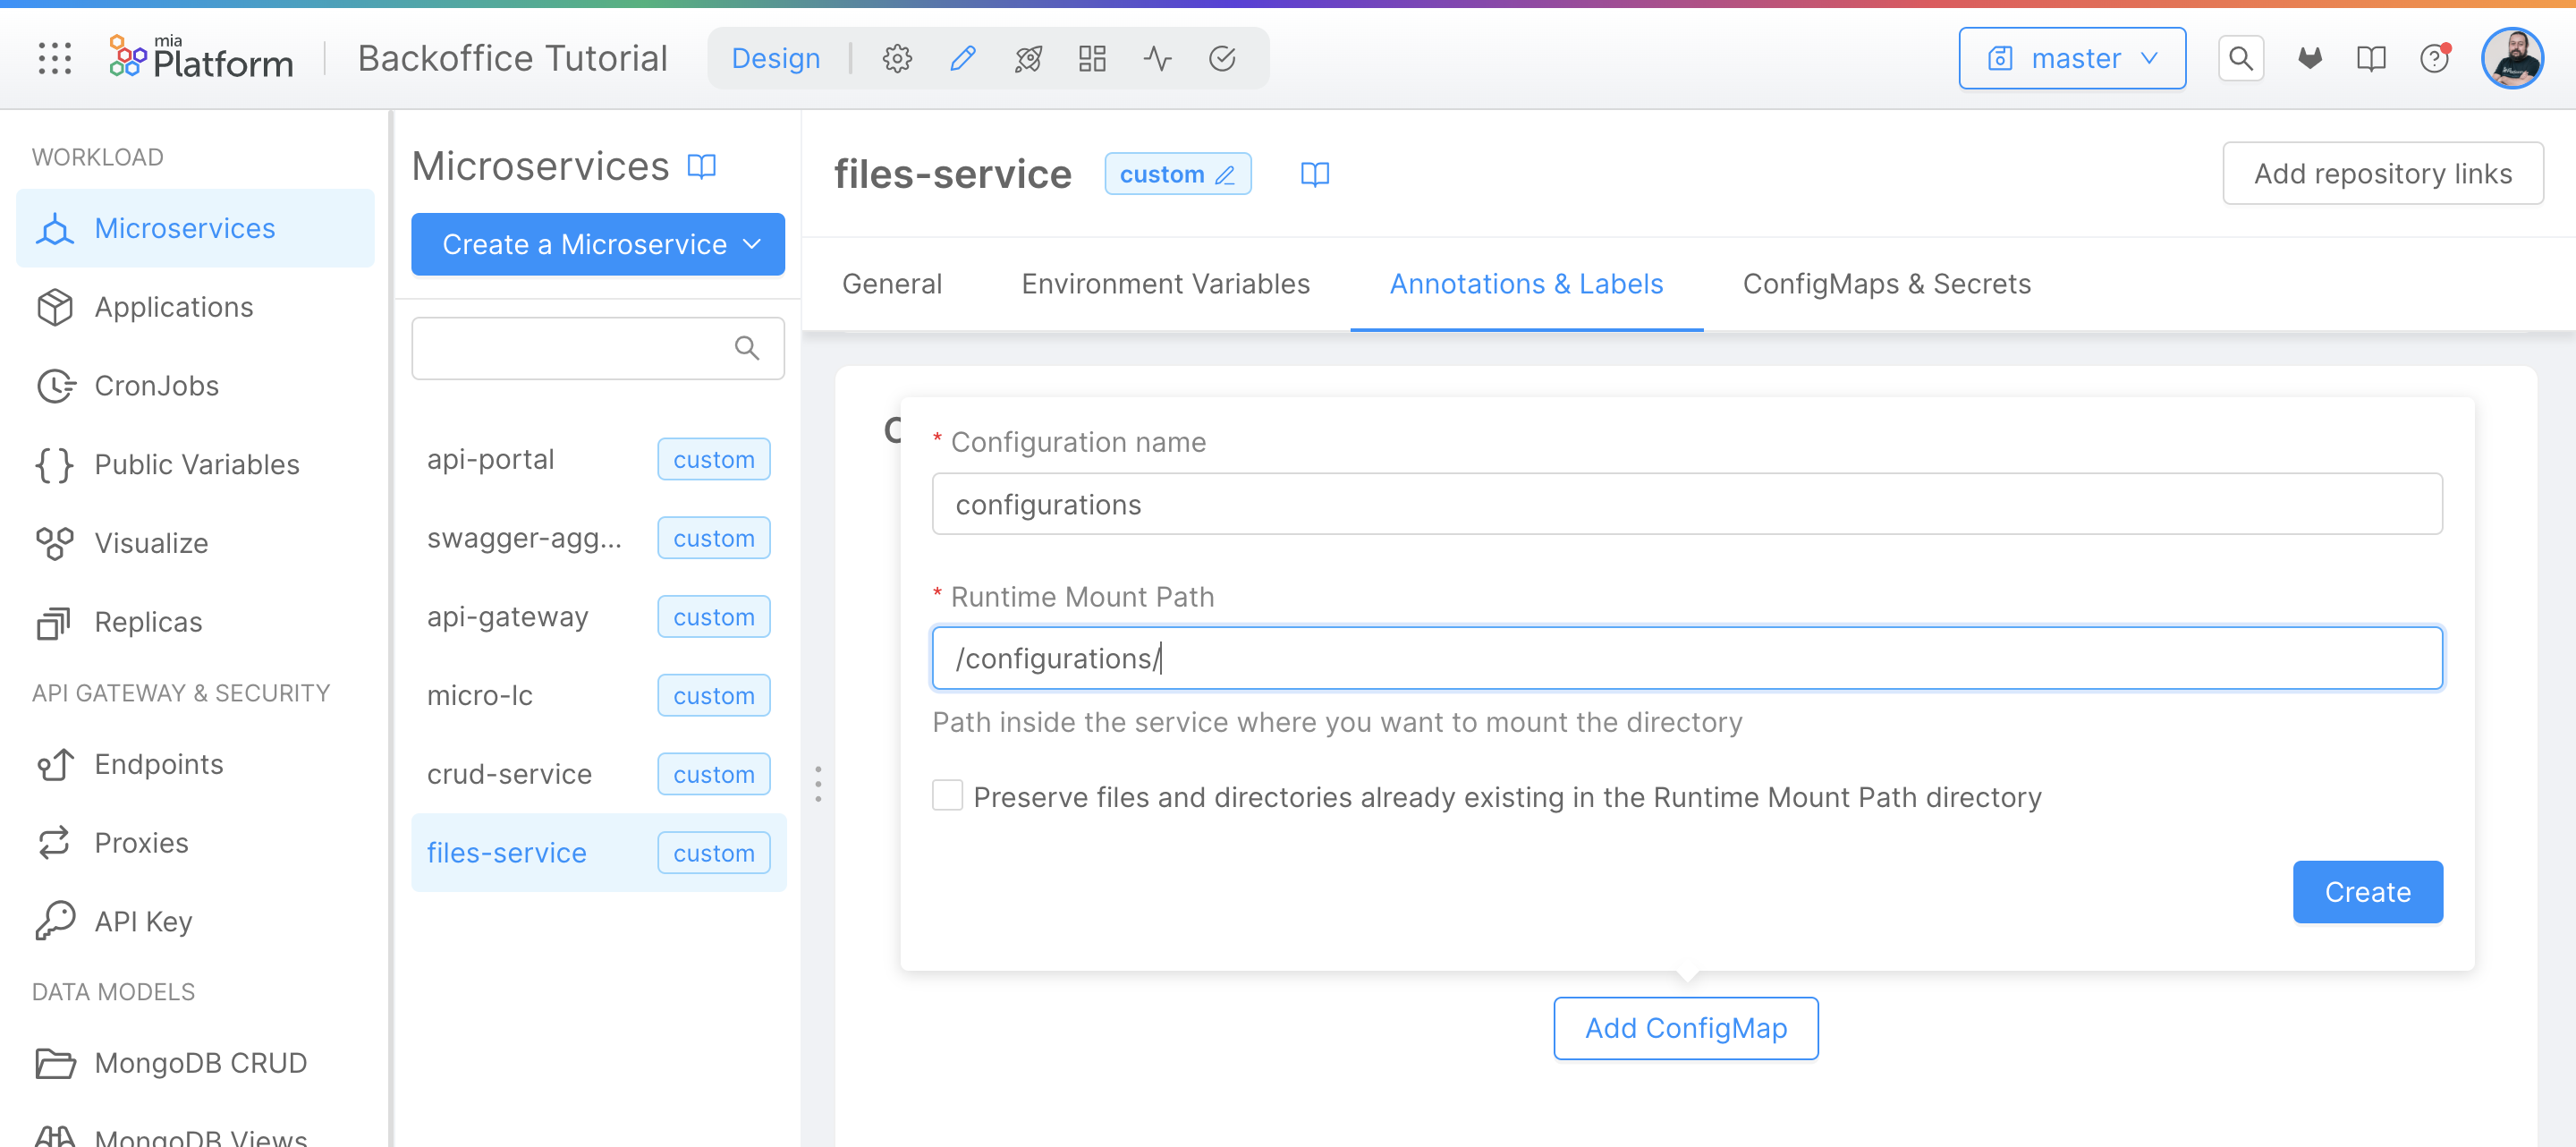 mia
Platform
Backoffice Tutorial
Design
master
WORKLOAD
Microservices
Applications
CronJobs
Public Variables
Visualize
Replicas
API GATEWAY & SECURITY
Endpoints
Proxies
API Key
DATA MODELS
MongoDB CRUD
MongoDB Views
Microservices
Create a Microservice
api-portal custom
swagger-agg... custom
api-gateway custom
micro-lc custom
crud-service custom
files-service custom
files-service custom
Add repository links
General Environment Variables Annotations & Labels ConfigMaps & Secrets
* Configuration name
configurations
* Runtime Mount Path
/configurations/
Path inside the service where you want to mount the directory
Preserve files and directories already existing in the Runtime Mount Path directory
Create
Add ConfigMap